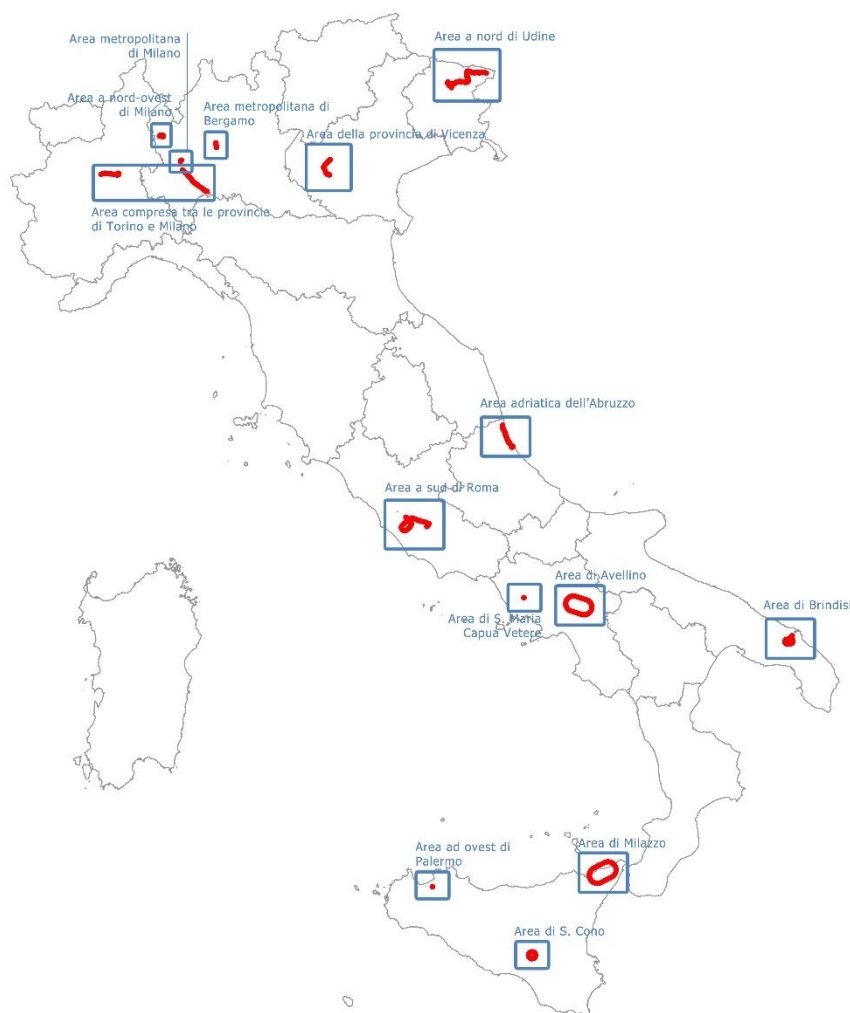 Area metropolitana
di Milano
Area a nord di Udine
Area a nord-ovest
di Milano
Area metropolitana di
Bergamo
Area della provincia di Vicenza
Area compresa tra le provincie
di Torino e Milano
Area adriatica dell'Abruzzo
Area a sud di Roma
Area di Avellino
Area di S. Maria
Capua Vetere
Area di Brindisi
Area ad ovest di
Palermo
Area di Milazzo
Area di S. Cono